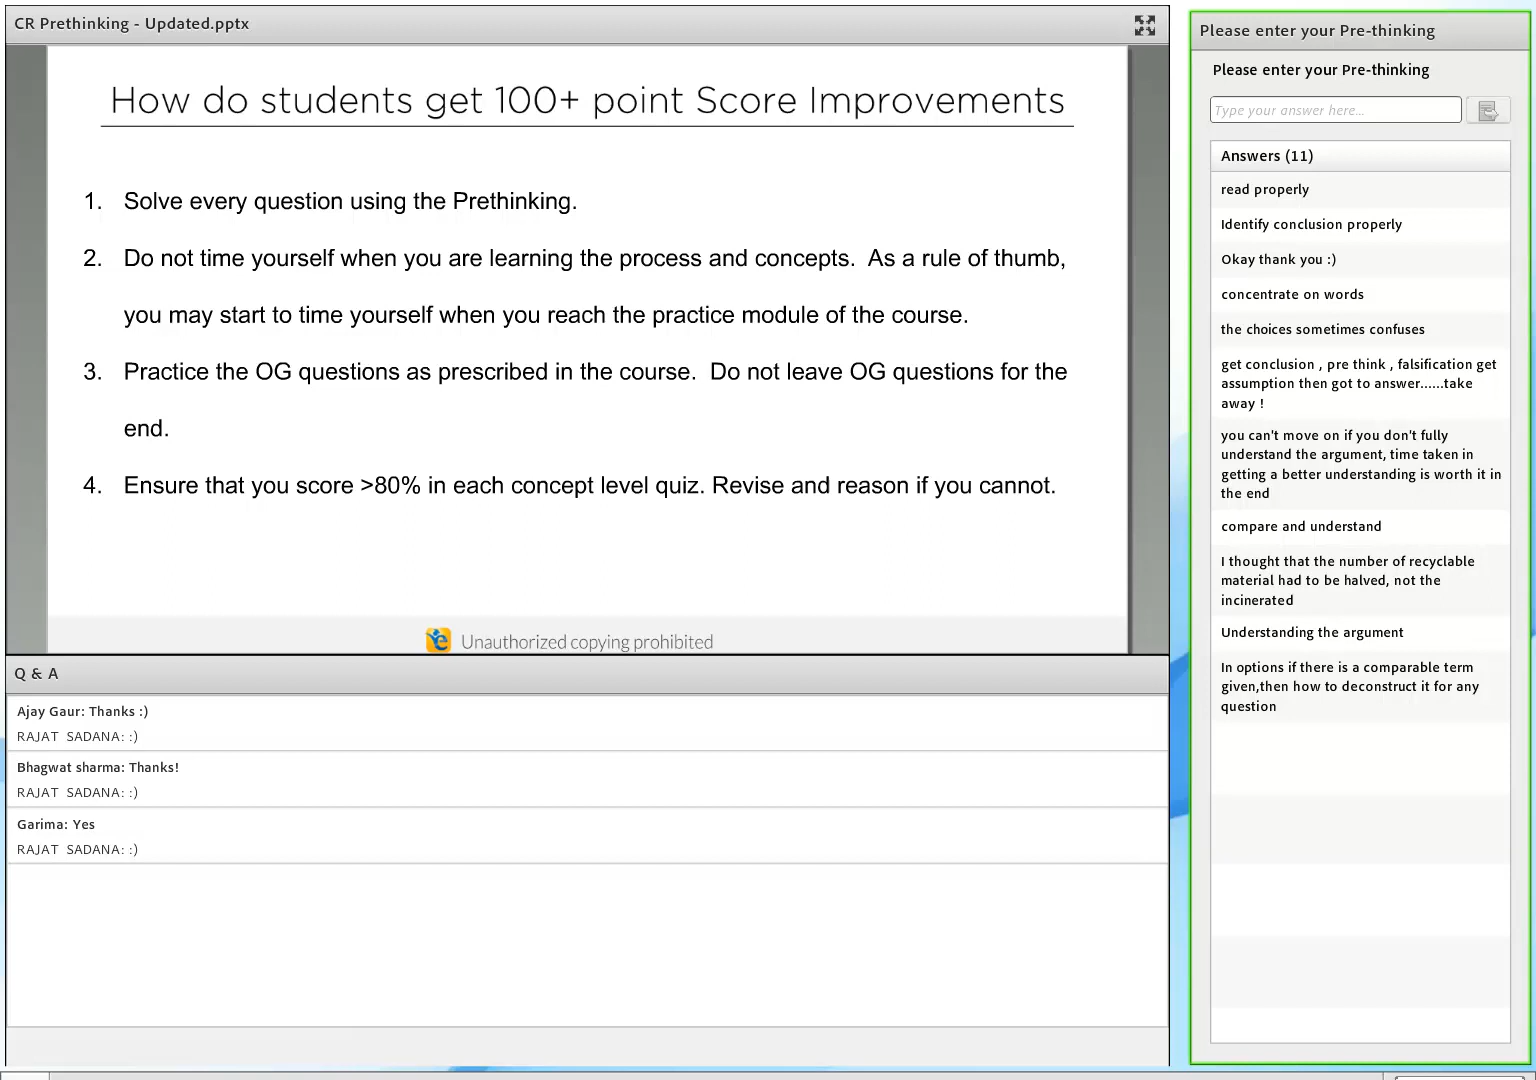 CR Prethinking - Updated.pptx
How do students get 100+ point Score Improvements
1. Solve every question using the Prethinking.
2. Do not time yourself when you are learning the process and concepts.  As a rule of thumb,
you may start to time yourself when you reach the practice module of the course.
3. Practice the OG questions as prescribed in the course.  Do not leave OG questions for the
end.
4. Ensure that you score >80% in each concept level quiz. Revise and reason if you cannot.
Unauthorized copying prohibited
Q & A
Ajay Gaur: Thanks :)
RAJAT  SADANA: :)
Bhagwat sharma: Thanks!
RAJAT  SADANA: :)
Garima: Yes
RAJAT  SADANA: :)
Please enter your Pre-thinking
Please enter your Pre-thinking
Type your answer here...
Answers (11)
read properly
Identify conclusion properly
Okay thank you :)
concentrate on words
the choices sometimes confuses
get conclusion , pre think , falsification get
assumption then got to answer......take
away !
you can't move on if you don't fully
understand the argument, time taken in
getting a better understanding is worth it in
the end
compare and understand
I thought that the number of recyclable
material had to be halved, not the
incinerated
Understanding the argument
In options if there is a comparable term
given,then how to deconstruct it for any
question